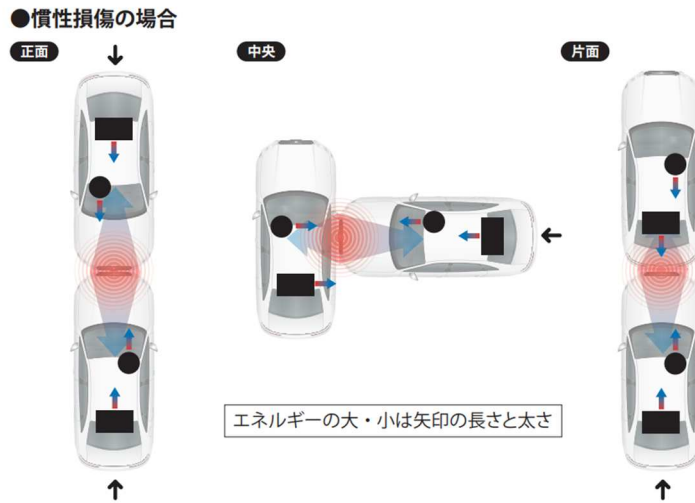 ●慣性損傷の場合
正面
中央
片面
エネルギーの大・小は矢印の長さと太さ